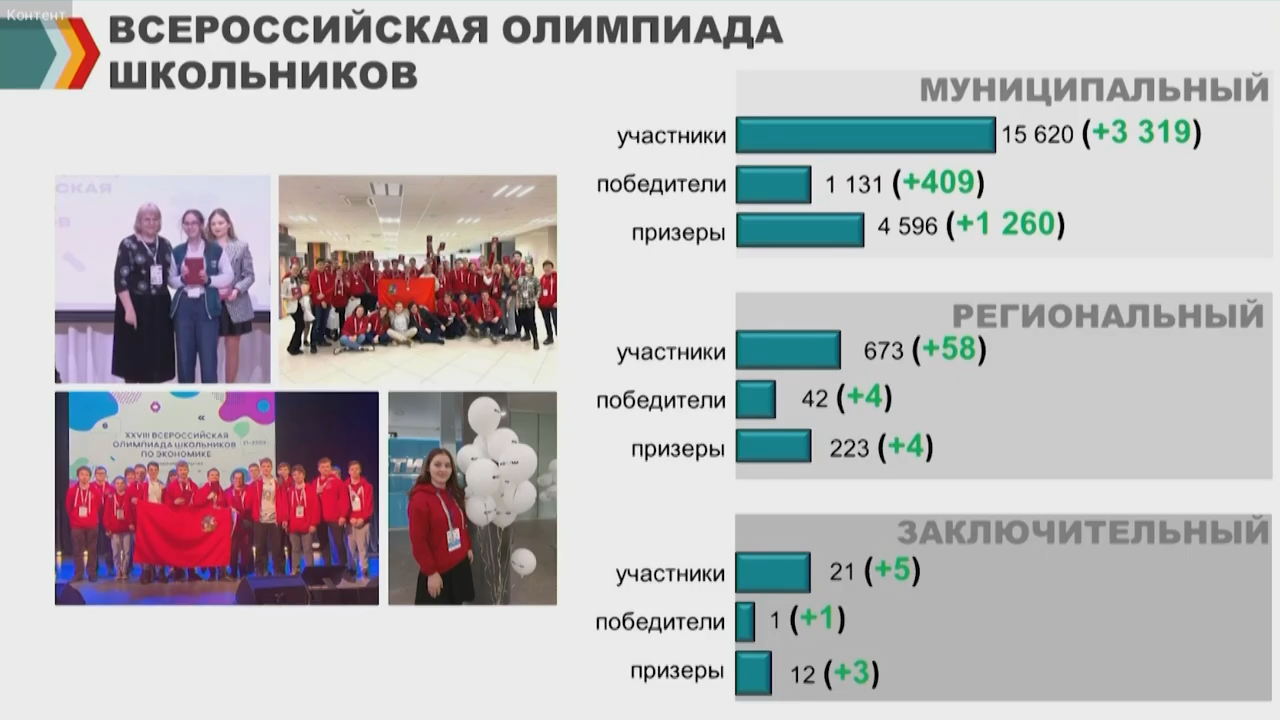 Контент
ВСЕРОССИЙСКАЯ ОЛИМПИАДА
ШКОЛЬНИКОВ
МУНИЦИПАЛЬНЫЙ
участники 15 620 (+3 319)
победители 1 131 (+409)
призеры 4 596 (+1 260)
РЕГИОНАЛЬНЫЙ
участники 673 (+58)
победители 42 (+4)
призеры 223 (+4)
ЗАКЛЮЧИТЕЛЬНЫЙ
участники 21 (+5)
победители 1 (+1)
призеры 12 (+3)
СКАЯ
XXVIII ВСЕРОССИЙСКАЯ
ОЛИМПИАДА ШКОЛЬНИКОВ
ПО ЭКОНОМИКЕ